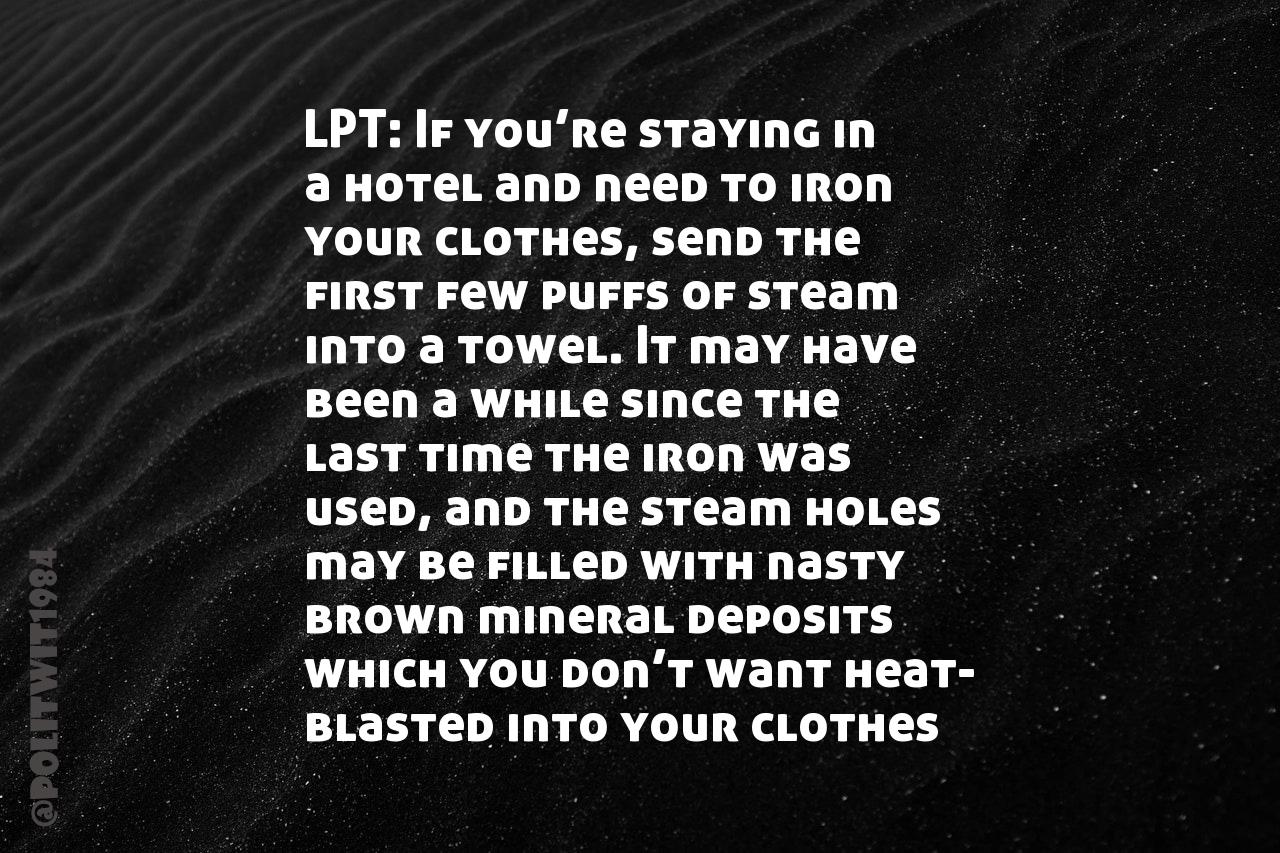 LPT: If you're staying in
a hotel and need to iron
your clothes, send the
first few puffs of steam
into a towel. It may have
been a while since the
last time the iron was
used, and the steam holes
may be filled with nasty
brown mineral deposits
which you don't want heat-
blasted into your clothes
@politwit1984